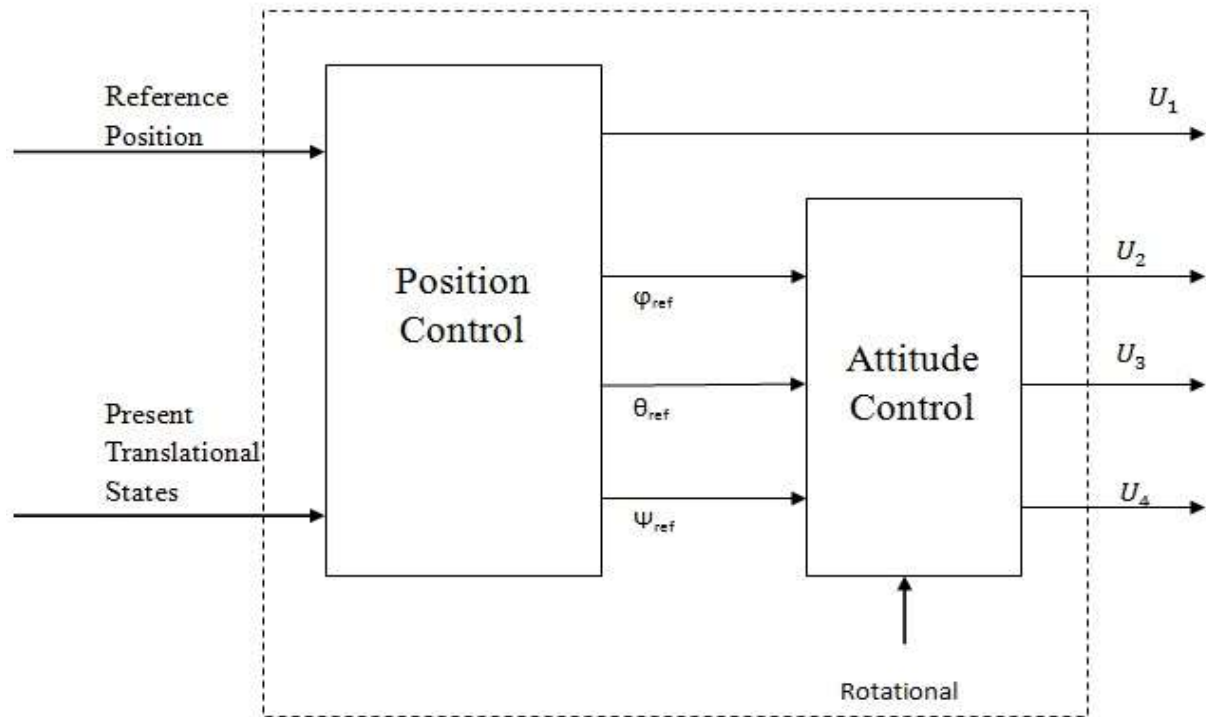 Reference
Position
Position
Control
Present
Translational
States
φref
θref
Ψref
Attitude
Control
Rotational
U1
U2
U3
U4